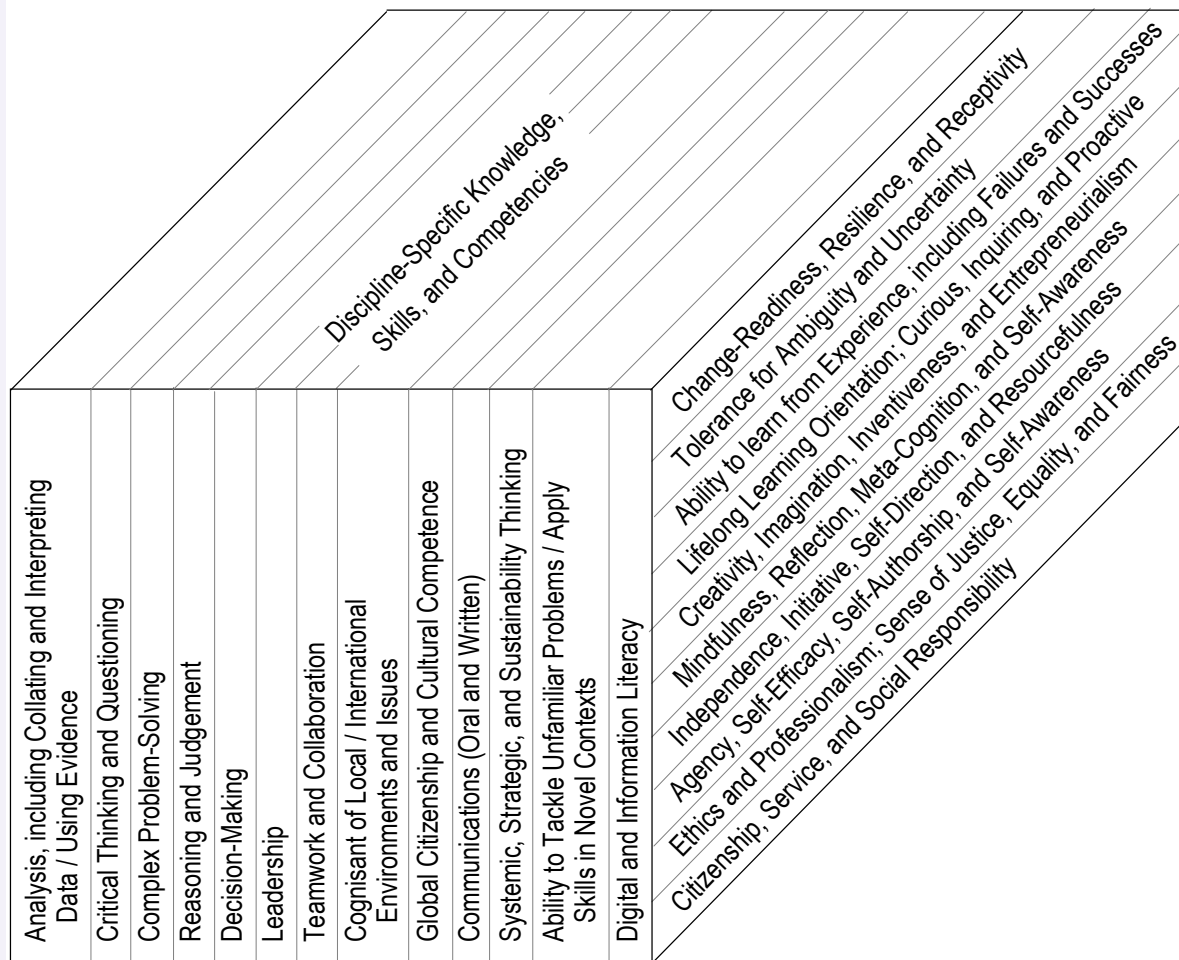 Discipline-Specific Knowledge,
Skills, and Competencies
Analysis, including Collating and Interpreting
Data / Using Evidence
Critical Thinking and Questioning
Complex Problem-Solving
Reasoning and Judgement
Decision-Making
Leadership
Teamwork and Collaboration
Cognisant of Local / International
Environments and Issues
Global Citizenship and Cultural Competence
Communications (Oral and Written)
Systemic, Strategic, and Sustainability Thinking
Ability to Tackle Unfamiliar Problems / Apply
Skills in Novel Contexts
Digital and Information Literacy
Change-Readiness, Resilience, and Receptivity
Tolerance for Ambiguity and Uncertainty
Ability to learn from Experience, including Failures and Successes
Lifelong Learning Orientation; Curious, Inquiring, and Proactive
Creativity, Imagination, Inventiveness, and Entrepreneurialism
Mindfulness, Reflection, Meta-Cognition, and Self-Awareness
Independence, Initiative, Self-Direction, and Resourcefulness
Agency, Self-Efficacy, Self-Authorship, and Self-Awareness
Ethics and Professionalism; Sense of Justice, Equality, and Fairness
Citizenship, Service, and Social Responsibility